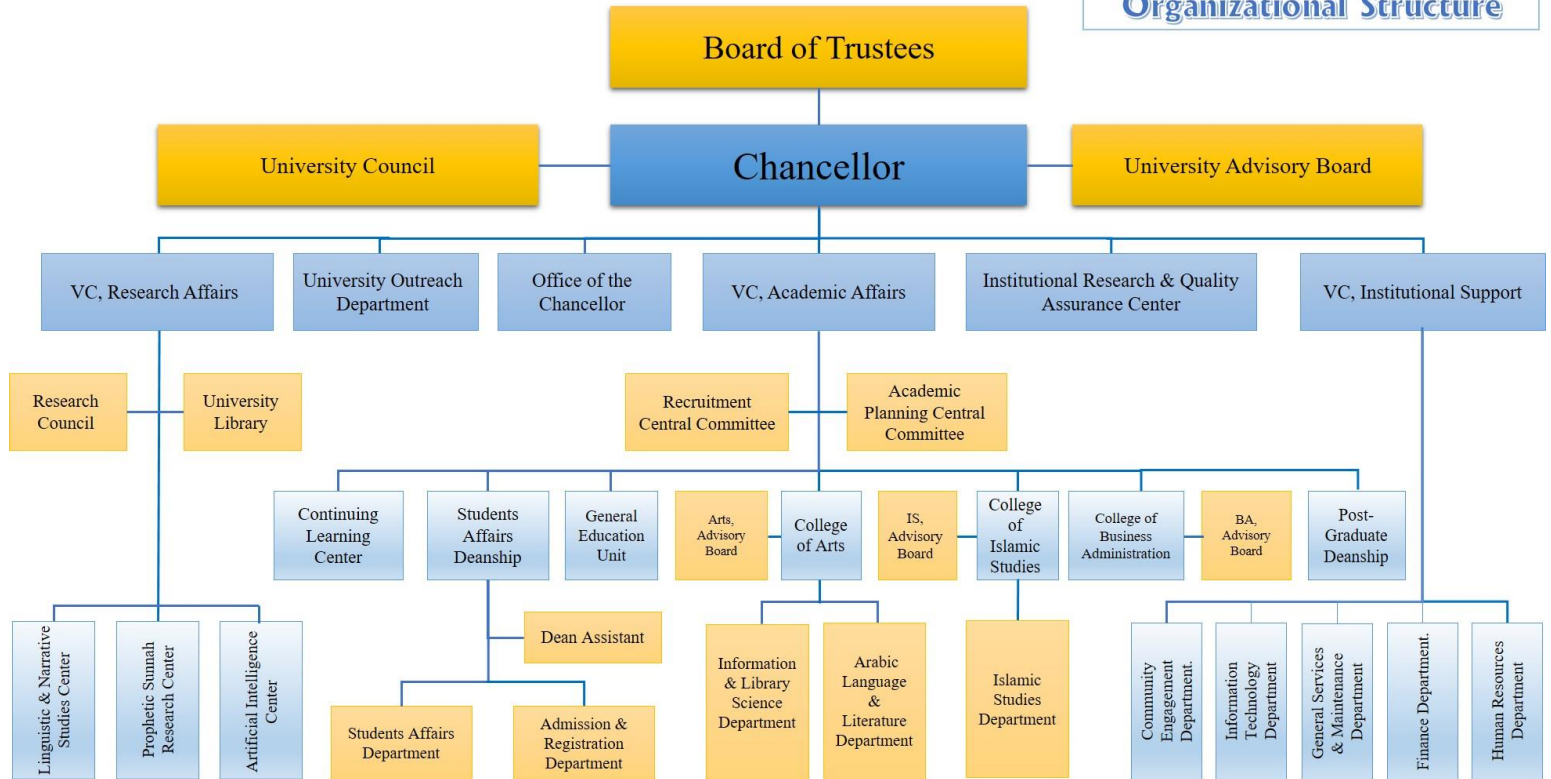 Organizational Structure
Board of Trustees
University Council
Chancellor
University Advisory Board
VC, Research Affairs
University Outreach
Department
Office of the
Chancellor
VC, Academic Affairs
Institutional Research & Quality
Assurance Center
VC, Institutional Support
Research
Council
University
Library
Recruitment
Central Committee
Academic
Planning Central
Committee
Continuing
Learning
Center
Students
Affairs
Deanship
General
Education
Unit
Arts,
Advisory
Board
College
of Arts
IS,
Advisory
Board
College
of
Islamic
Studies
College of
Business
Administration
BA,
Advisory
Board
Post-
Graduate
Deanship
Dean Assistant
Linguistic & Narrative
Studies Center
Prophetic Sunnah
Research Center
Artificial Intelligence
Center
Students Affairs
Department
Admission &
Registration
Department
Information
& Library
Science
Department
Arabic
Language
&
Literature
Department
Islamic
Studies
Department
Community
Engagement
Department.
Information
Technology
Department
General Services
& Maintenance
Department
Finance Department.
Human Resources
Department